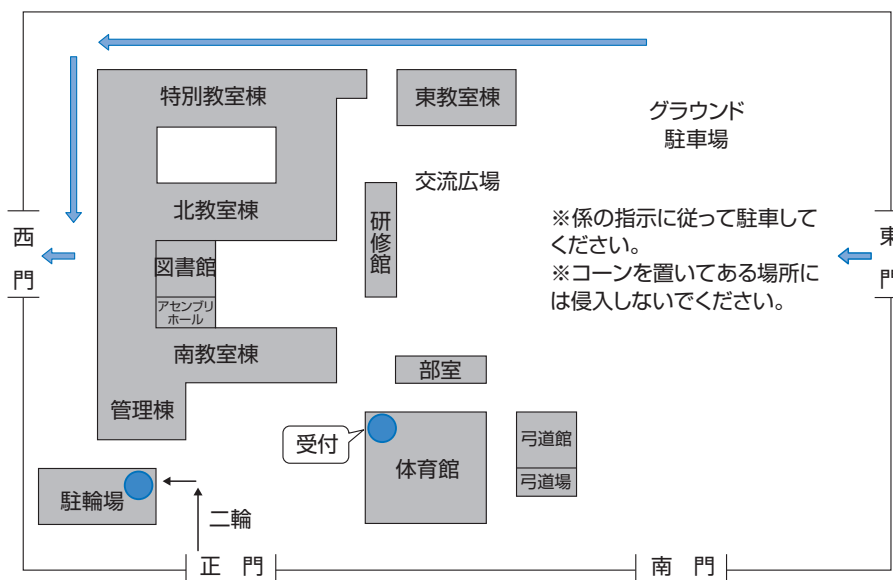 特別教室棟
東教室棟
グラウンド
駐車場
交流広場
北教室棟
研修館
※係の指示に従って駐車して
ください。
※コーンを置いてある場所に
は侵入しないでください。
西門
東門
図書館
アセンブリ
ホール
南教室棟
部室
管理棟
受付
体育館
弓道館
弓道場
駐輪場
二輪
正門
南門